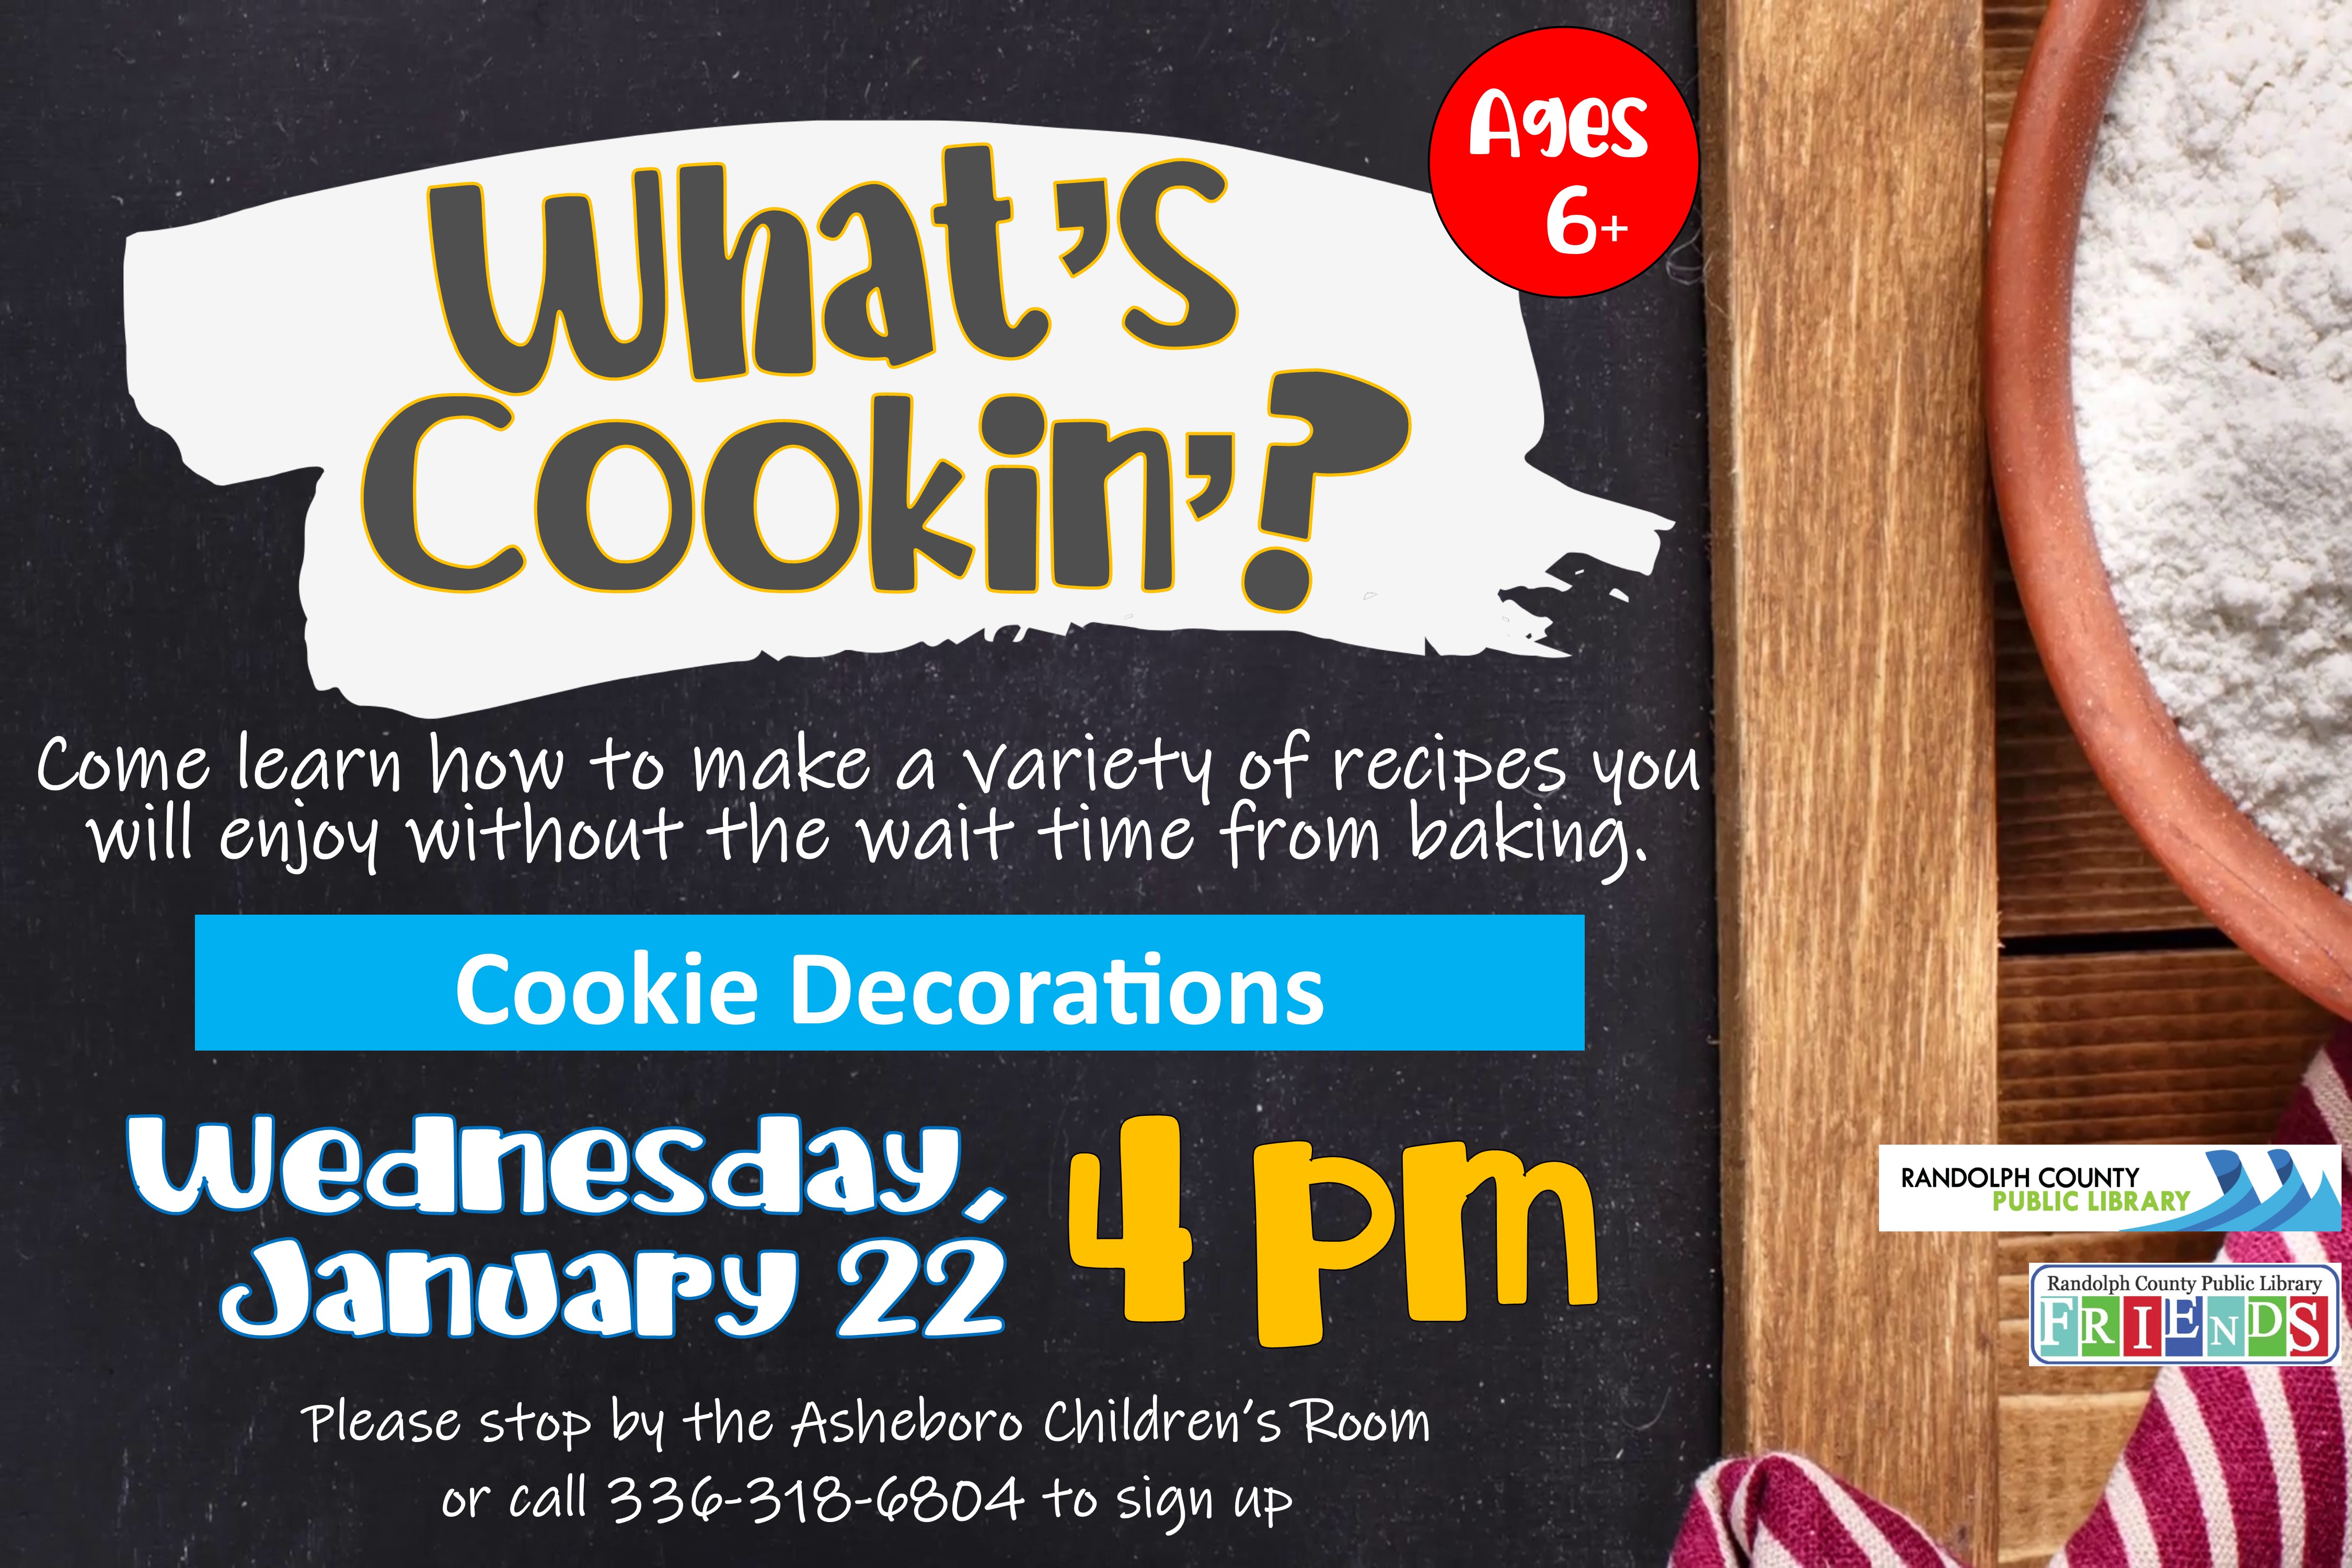 Ages
6+
What's
Cookin'?
Come learn how to make a variety of recipes you
will enjoy without the wait time from baking.
Cookie Decorations
Wednesday,
January 22
4 pm
Please stop by the Asheboro Children's Room
or call 336-318-6804 to sign up
RANDOLPH COUNTY
PUBLIC LIBRARY
Randolph County Public Library
FRIENDS